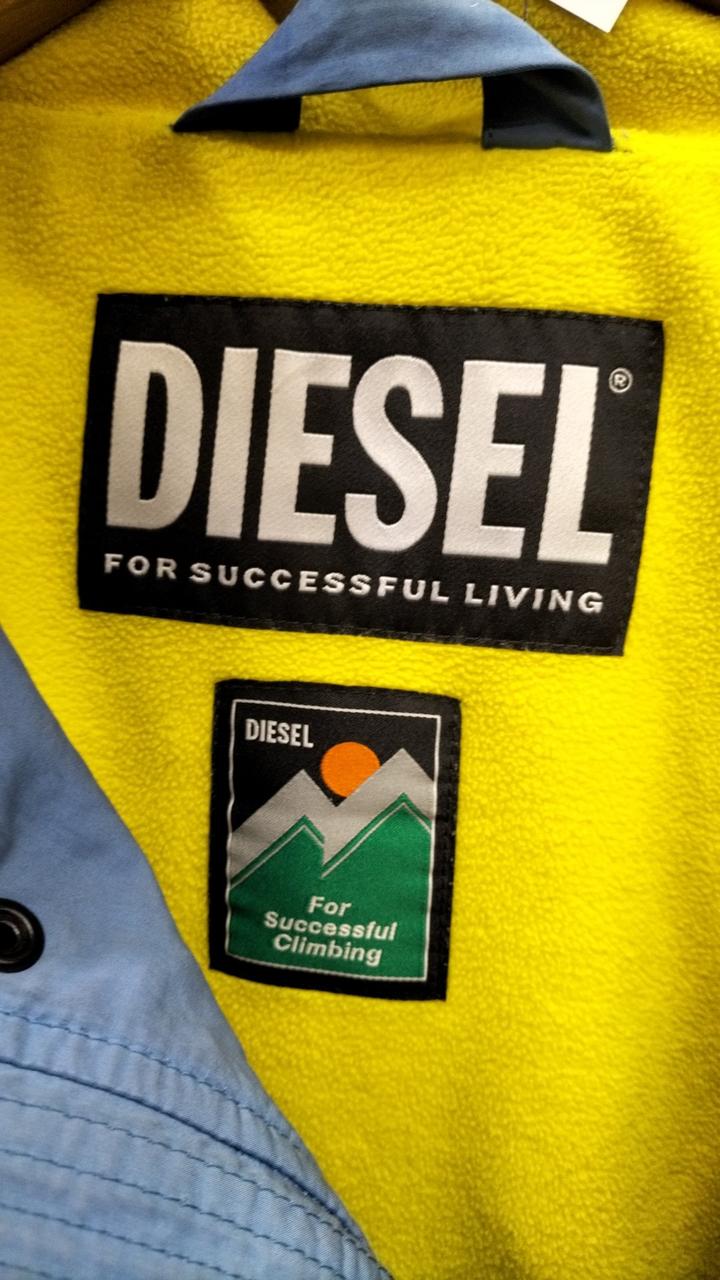 DIESEL®
FOR SUCCESSFUL LIVING
DIESEL
For
Successful
Climbing